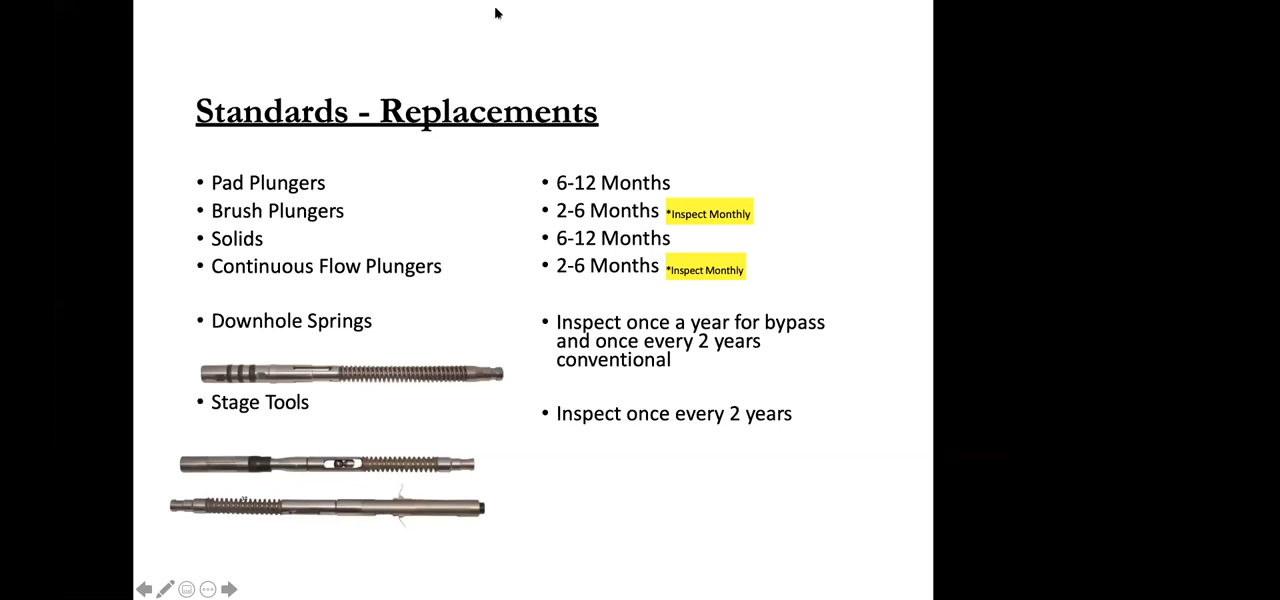 Standards - Replacements
• Pad Plungers
• Brush Plungers
• Solids
• Continuous Flow Plungers
• Downhole Springs
• Stage Tools
• 6-12 Months
• 2-6 Months *Inspect Monthly
• 6-12 Months
• 2-6 Months *Inspect Monthly
• Inspect once a year for bypass
and once every 2 years
conventional
• Inspect once every 2 years